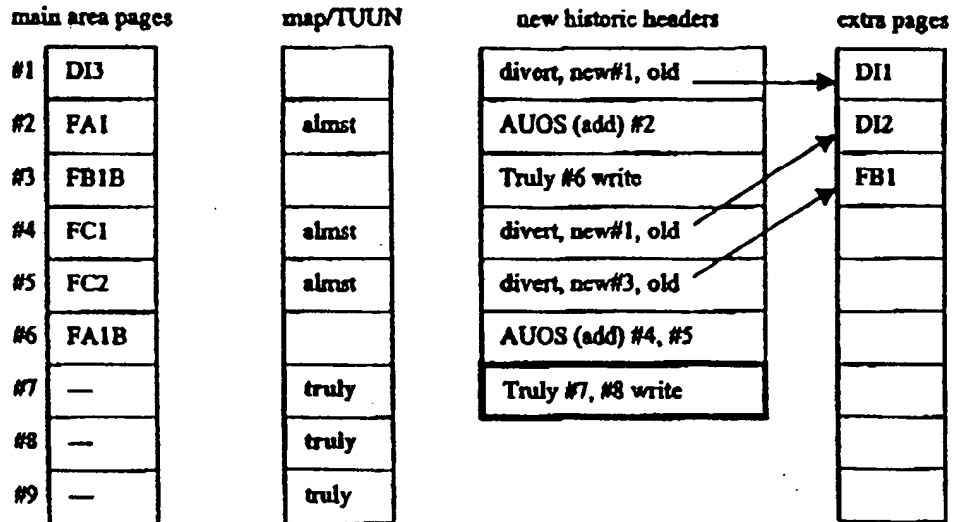 main area pages map/TUUN new historic headers extra pages
#1 DI3 divert, new#1, old DI1
#2 FA1 almst AUOS (add) #2 DI2
#3 FB1B Truly #6 write FB1
#4 FC1 almst divert, new#1, old
#5 FC2 almst divert, new#3, old
#6 FA1B AUOS (add) #4, #5
#7 — truly Truly #7, #8 write
#8 — truly
#9 — truly